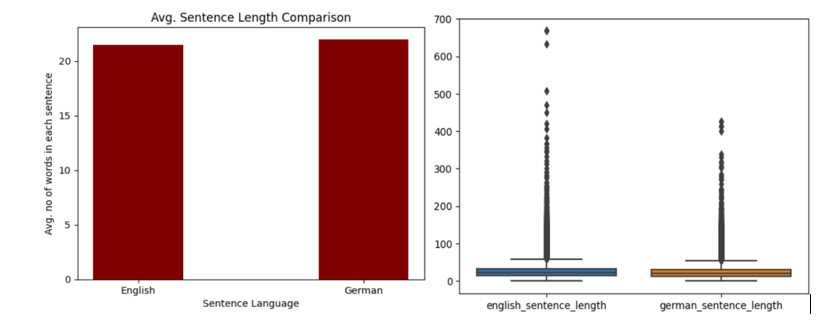 Avg. Sentence Length Comparison
Avg. no of words in each sentence
20
15
10
5
0
English German
Sentence Language
700
600
500
400
300
200
100
0
english_sentence_length german_sentence_length